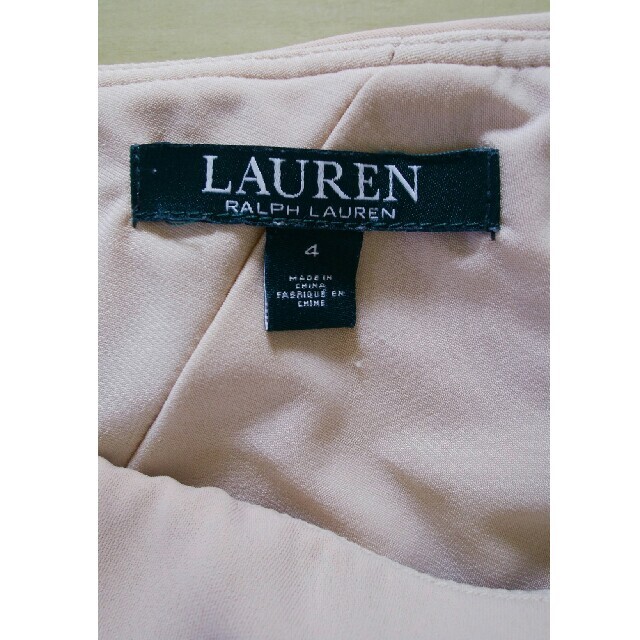 LAUREN
RALPH LAUREN
4
MADE IN
CHINA
FABRIQUÉ EN
CHINE